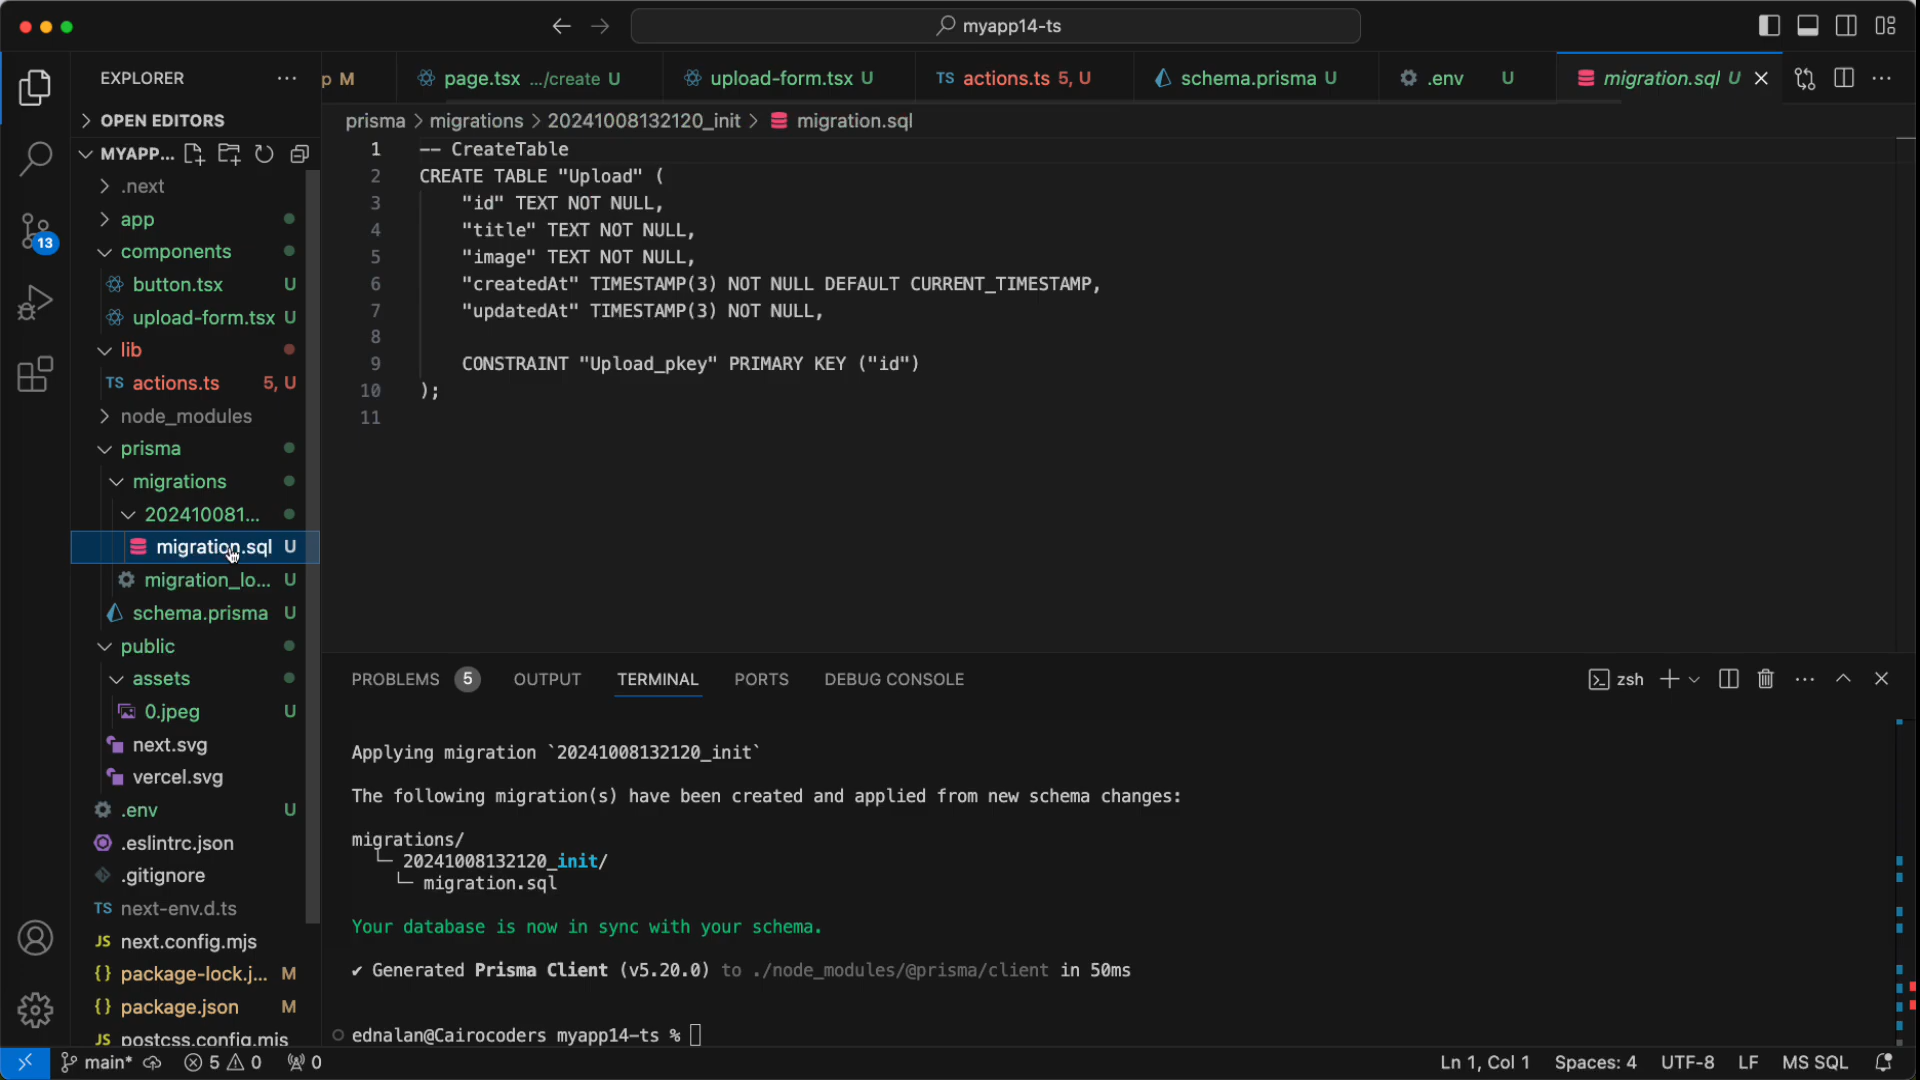 myapp14-ts
EXPLORER
p M
page.tsx .../create U
upload-form.tsx U
TS actions.ts 5, U
schema.prisma U
.env U
migration.sql U
OPEN EDITORS
MYAPP...
prisma > migrations > 20241008132120_init > migration.sql
.next
app
components
button.tsx U
upload-form.tsx U
lib
TS actions.ts 5, U
node_modules
prisma
migrations
202410081...
migration.sql U
migration_lo... U
schema.prisma U
public
assets
0.jpeg U
next.svg
vercel.svg
.env U
.eslintrc.json
.gitignore
TS next-env.d.ts
JS next.config.mjs
{} package-lock.j... M
{} package.json M
JS postcss.config.mjs
13
1 -- CreateTable
2 CREATE TABLE "Upload" (
3 "id" TEXT NOT NULL,
4 "title" TEXT NOT NULL,
5 "image" TEXT NOT NULL,
6 "createdAt" TIMESTAMP(3) NOT NULL DEFAULT CURRENT_TIMESTAMP,
7 "updatedAt" TIMESTAMP(3) NOT NULL,
8
9 CONSTRAINT "Upload_pkey" PRIMARY KEY ("id")
10 );
11
PROBLEMS 5 OUTPUT TERMINAL PORTS DEBUG CONSOLE
zsh
Applying migration `20241008132120_init`
The following migration(s) have been created and applied from new schema changes:
migrations/
└─ 20241008132120_init/
└─ migration.sql
Your database is now in sync with your schema.
✔ Generated Prisma Client (v5.20.0) to ./node_modules/@prisma/client in 50ms
ednalan@Cairocoders myapp14-ts %
main* 5 0 0
Ln 1, Col 1 Spaces: 4 UTF-8 LF MS SQL